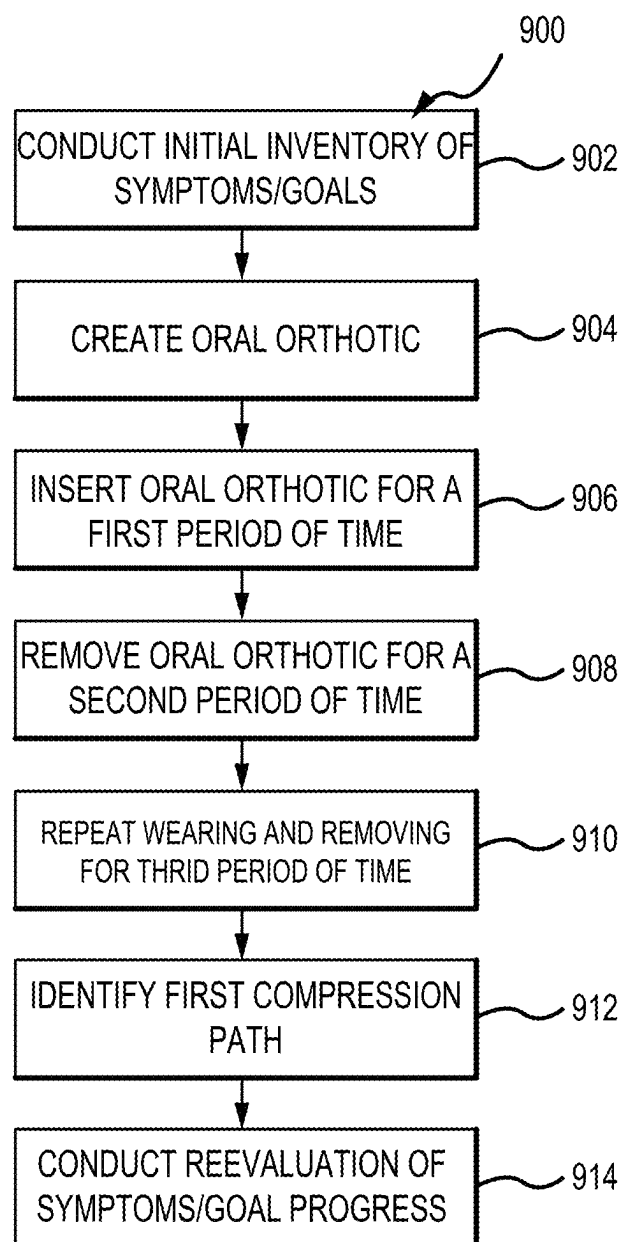 900
CONDUCT INITIAL INVENTORY OF
SYMPTOMS/GOALS
902
CREATE ORAL ORTHOTIC
904
INSERT ORAL ORTHOTIC FOR A
FIRST PERIOD OF TIME
906
REMOVE ORAL ORTHOTIC FOR A
SECOND PERIOD OF TIME
908
REPEAT WEARING AND REMOVING
FOR THRID PERIOD OF TIME
910
IDENTIFY FIRST COMPRESSION
PATH
912
CONDUCT REEVALUATION OF
SYMPTOMS/GOAL PROGRESS
914